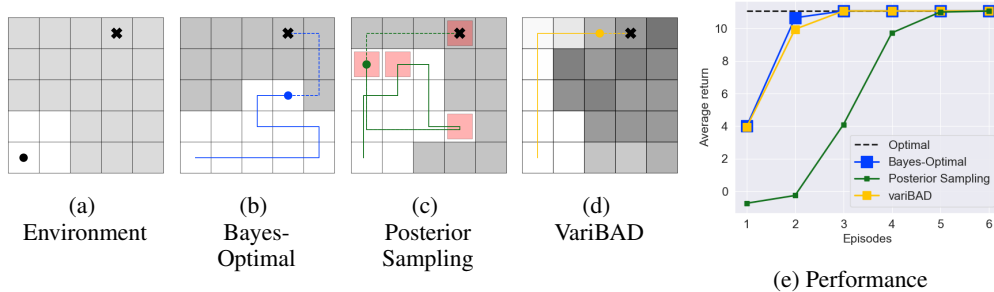 (a)
Environment
(b)
Bayes-
Optimal
(c)
Posterior
Sampling
(d)
VariBAD
Average return
10
8
6
4
2
0
Optimal
Bayes-Optimal
Posterior Sampling
variBAD
1 2 3 4 5 6
Episodes
(e) Performance